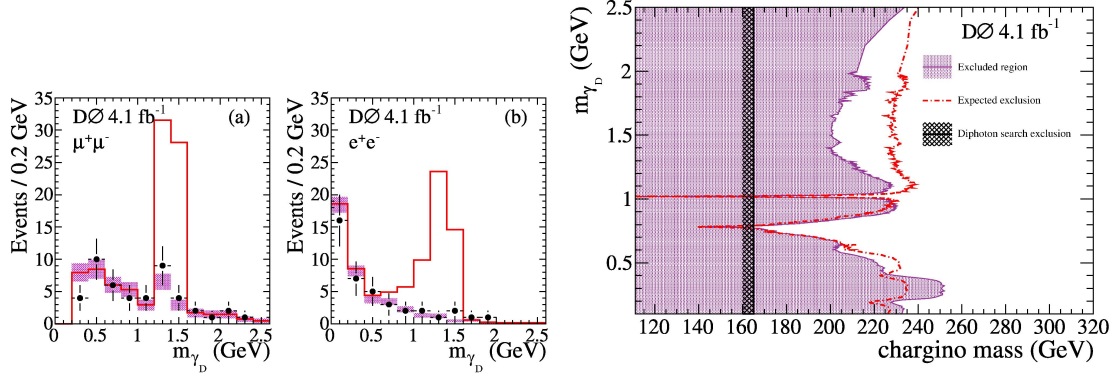 DØ 4.1 fb⁻¹ (a)
μ⁺μ⁻
Events / 0.2 GeV
35
30
25
20
15
10
5
0
0 0.5 1 1.5 2 2.5
m_γD (GeV)
DØ 4.1 fb⁻¹ (b)
e⁺e⁻
Events / 0.2 GeV
35
30
25
20
15
10
5
0
0 0.5 1 1.5 2 2.5
m_γD (GeV)
m_γD (GeV)
2.5
2
1.5
1
0.5
DØ 4.1 fb⁻¹
Excluded region
Expected exclusion
Diphoton search exclusion
120 140 160 180 200 220 240 260 280 300 320
chargino mass (GeV)